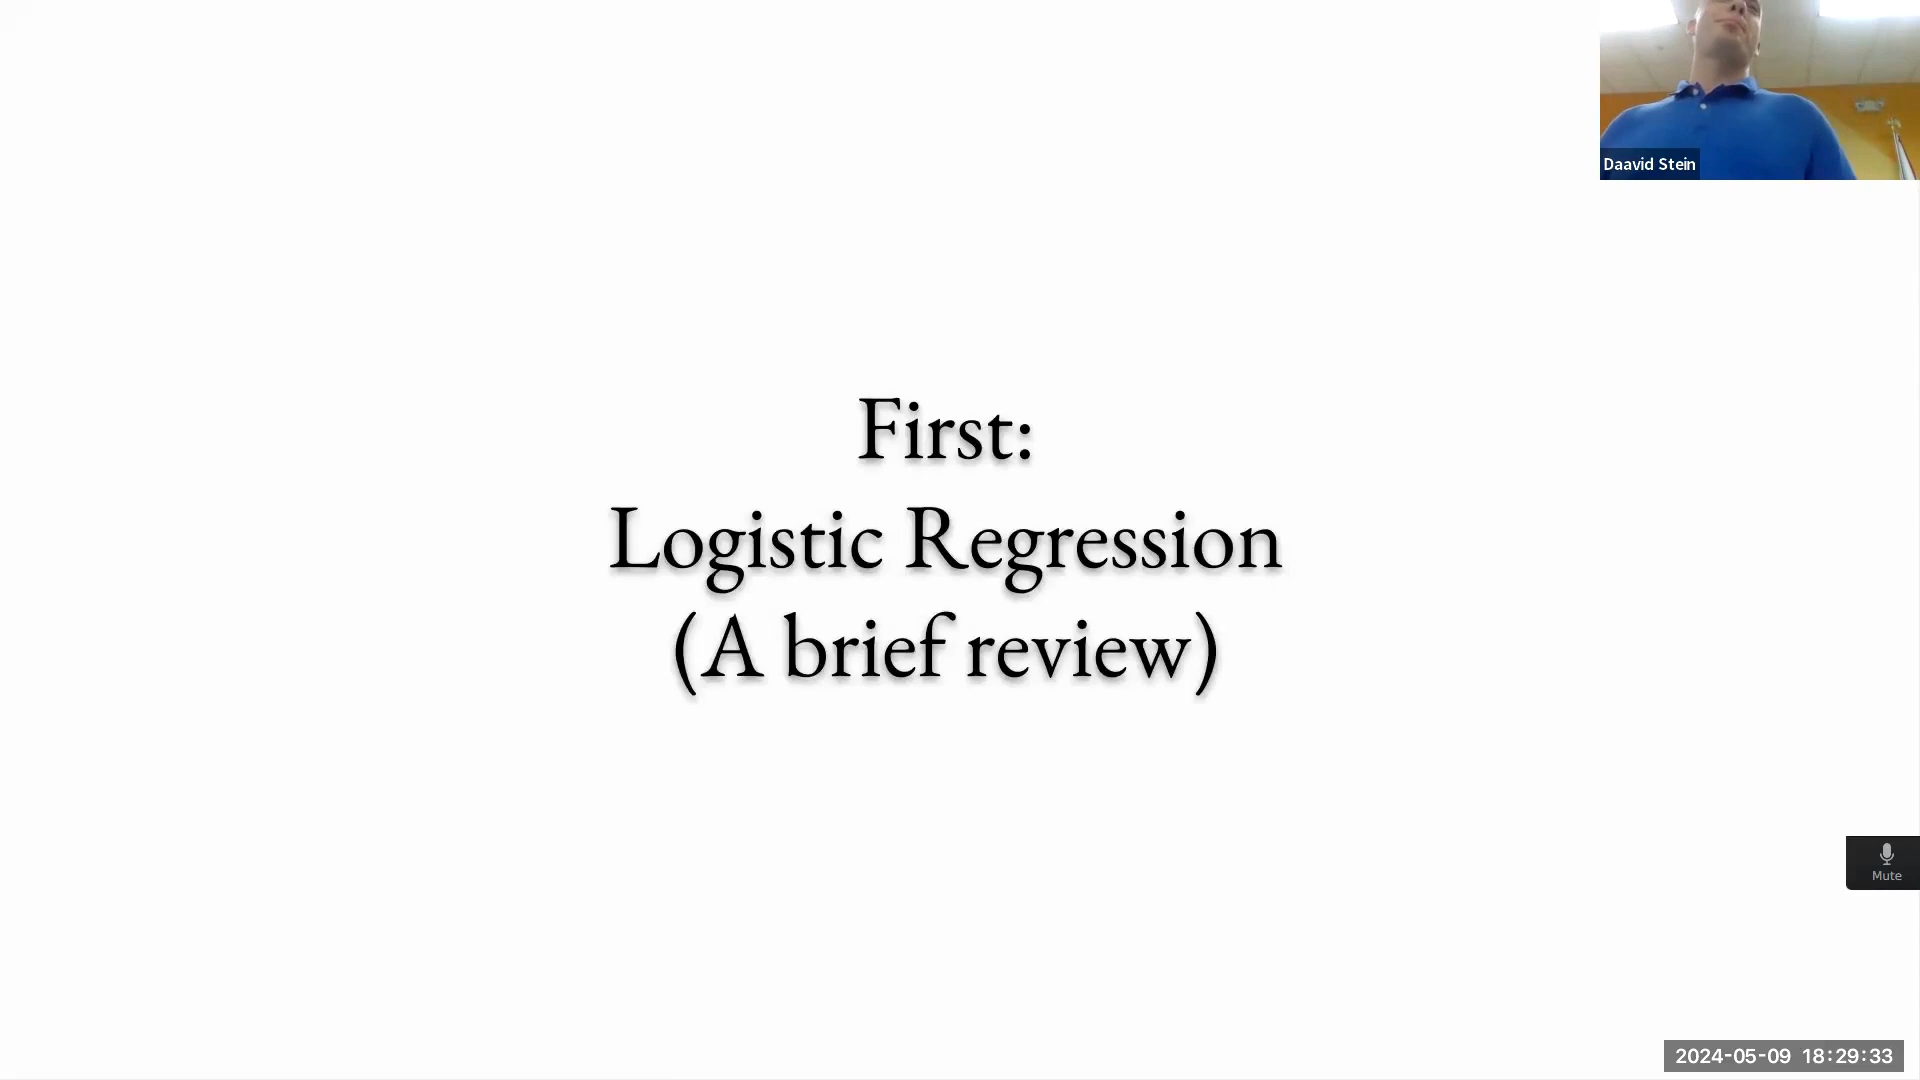 Daavid Stein
First:
Logistic Regression
(A brief review)
Mute
2024-05-09 18:29:33